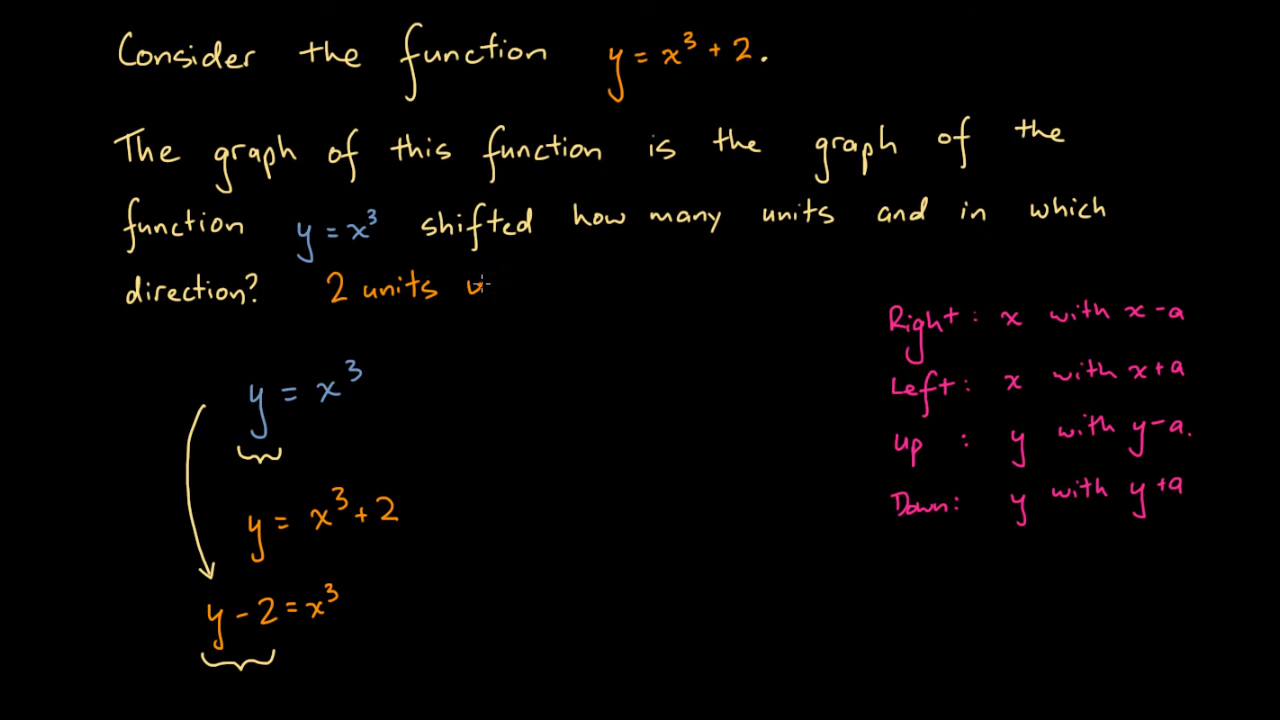 Consider the function y = x³ + 2.
The graph of this function is the graph of the
function y = x³ shifted how many units and in which
direction? 2 units u
y = x³
y = x³ + 2
y - 2 = x³
Right: x with x - a
Left: x with x + a
Up : y with y - a.
Down: y with y + a